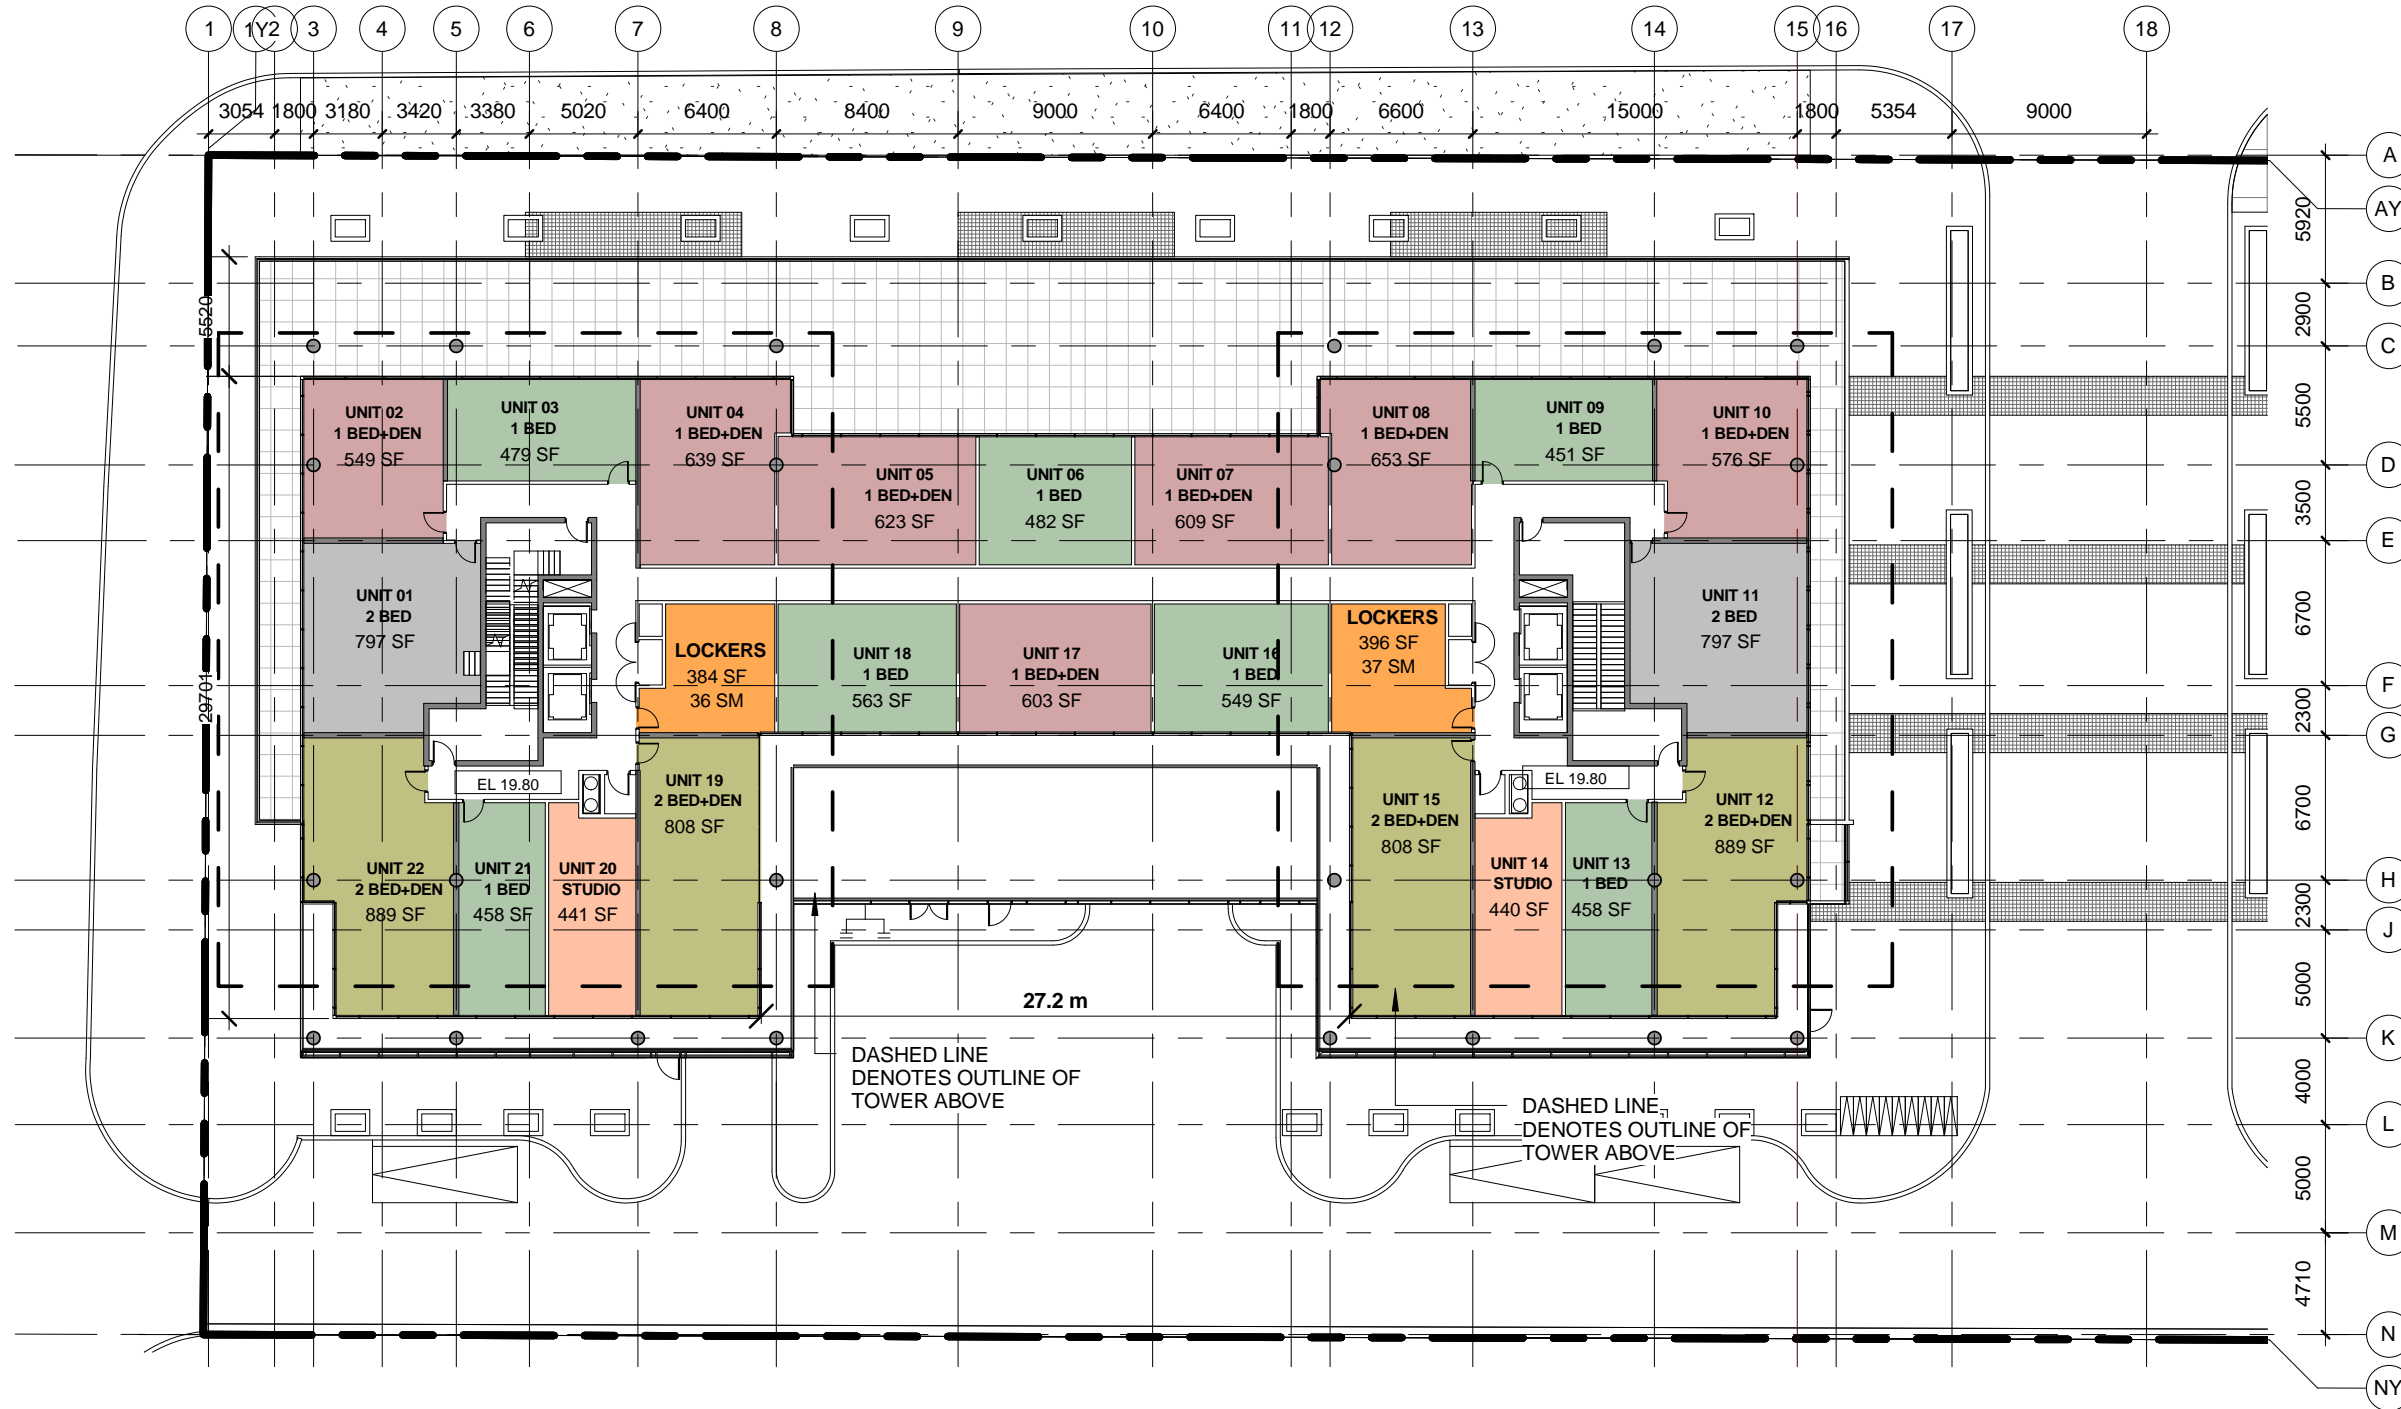 1 1Y 2 3 4 5 6 7 8 9 10 11 12 13 14 15 16 17 18
3054 1800 3180 3420 3380 5020 6400 8400 9000 6400 1800 6600 15000 1800 5354 9000
A
AY
5920
B
2900
5520
C
5500
UNIT 02
1 BED+DEN
549 SF
UNIT 03
1 BED
479 SF
UNIT 04
1 BED+DEN
639 SF
UNIT 05
1 BED+DEN
623 SF
UNIT 06
1 BED
482 SF
UNIT 07
1 BED+DEN
609 SF
UNIT 08
1 BED+DEN
653 SF
UNIT 09
1 BED
451 SF
UNIT 10
1 BED+DEN
576 SF
D
3500
E
UNIT 01
2 BED
797 SF
LOCKERS
384 SF
36 SM
UNIT 18
1 BED
563 SF
UNIT 17
1 BED+DEN
603 SF
UNIT 16
1 BED
549 SF
LOCKERS
396 SF
37 SM
UNIT 11
2 BED
797 SF
6700
29701
F
2300
G
EL 19.80
EL 19.80
6700
UNIT 22
2 BED+DEN
889 SF
UNIT 21
1 BED
458 SF
UNIT 20
STUDIO
441 SF
UNIT 19
2 BED+DEN
808 SF
UNIT 15
2 BED+DEN
808 SF
UNIT 14
STUDIO
440 SF
UNIT 13
1 BED
458 SF
UNIT 12
2 BED+DEN
889 SF
H
2300
J
5000
27.2 m
K
DASHED LINE
DENOTES OUTLINE OF
TOWER ABOVE
4000
DASHED LINE
DENOTES OUTLINE OF
TOWER ABOVE
L
5000
M
4710
N
NY